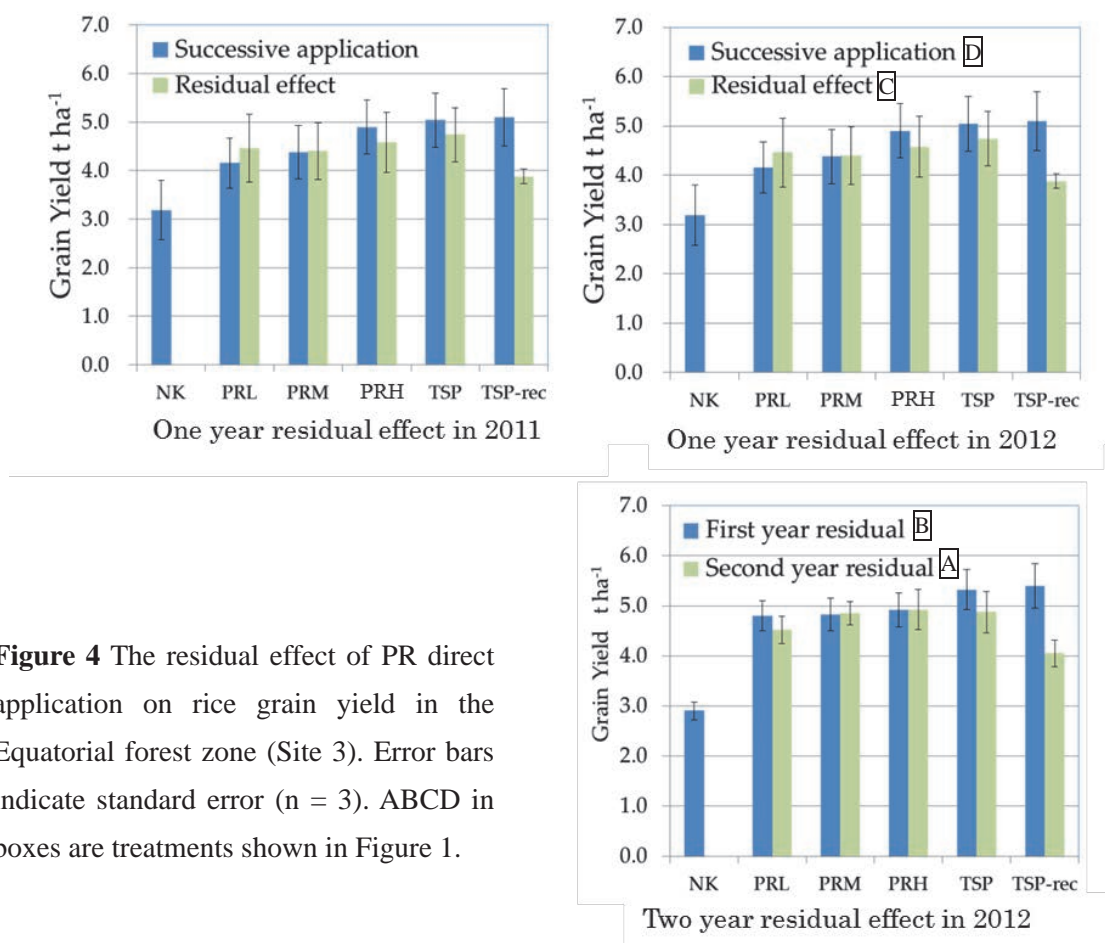 7.0
6.0
5.0
4.0
3.0
2.0
1.0
0.0
Grain Yield t ha-1
Successive application
Residual effect
NK PRL PRM PRH TSP TSP-rec
One year residual effect in 2011
7.0
6.0
5.0
4.0
3.0
2.0
1.0
0.0
Grain Yield t ha-1
Successive application D
Residual effect C
NK PRL PRM PRH TSP TSP-rec
One year residual effect in 2012
7.0
6.0
5.0
4.0
3.0
2.0
1.0
0.0
Grain Yield t ha-1
First year residual B
Second year residual A
NK PRL PRM PRH TSP TSP-rec
Two year residual effect in 2012
Figure 4 The residual effect of PR direct
application on rice grain yield in the
Equatorial forest zone (Site 3). Error bars
indicate standard error (n = 3). ABCD in
boxes are treatments shown in Figure 1.